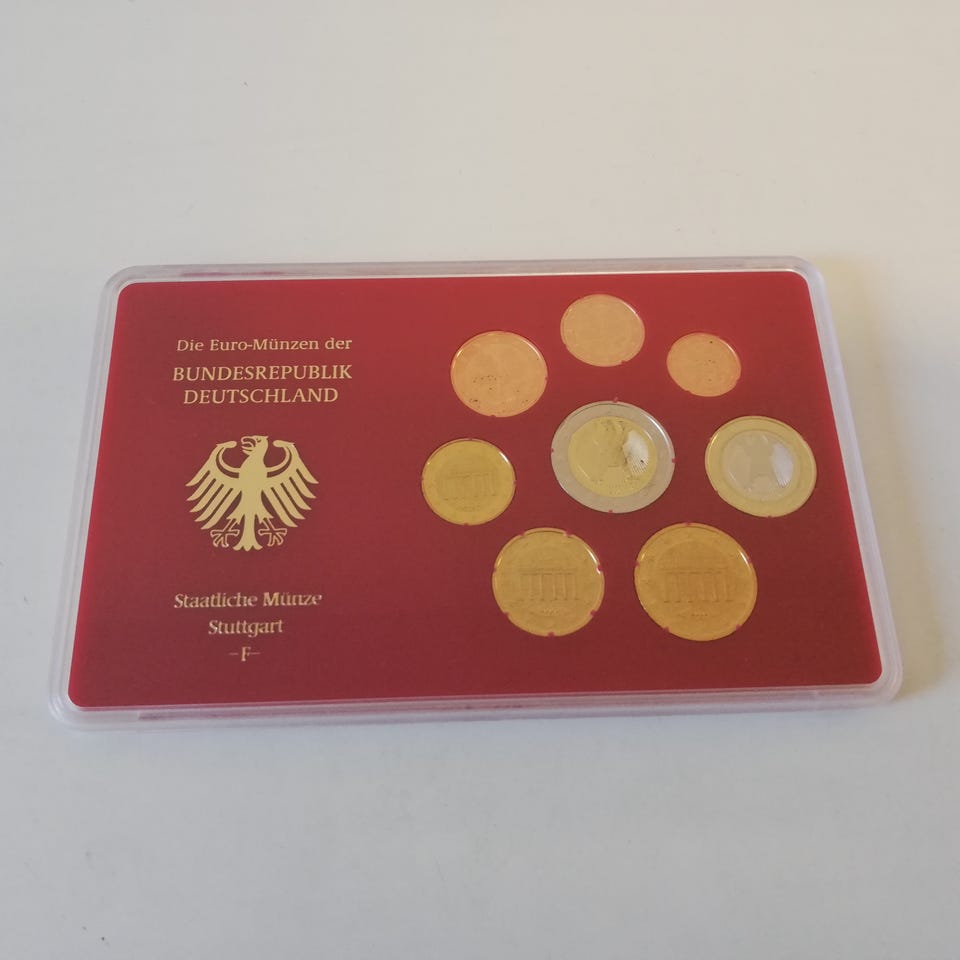 Die Euro-Münzen der
BUNDESREPUBLIK
DEUTSCHLAND
Staatliche Münze
Stuttgart
–F–